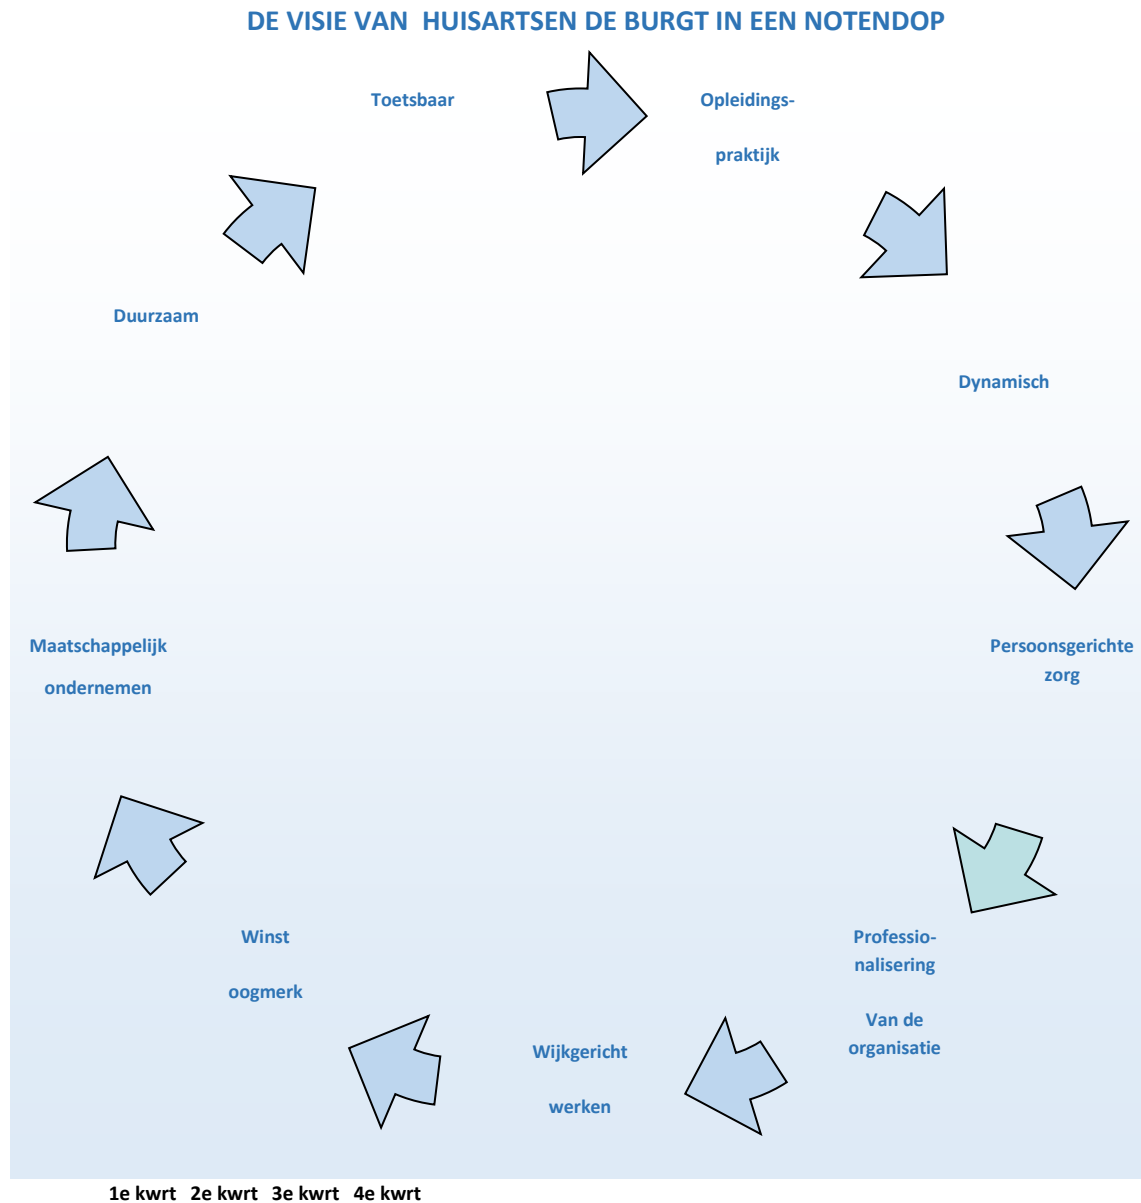 DE VISIE VAN HUISARTSEN DE BURGT IN EEN NOTENDOP
Toetsbaar
Opleidings-
praktijk
Dynamisch
Persoonsgerichte
zorg
Professio-
nalisering
Van de
organisatie
Wijkgericht
werken
Winst
oogmerk
Maatschappelijk
ondernemen
Duurzaam
1e kwrt 2e kwrt 3e kwrt 4e kwrt